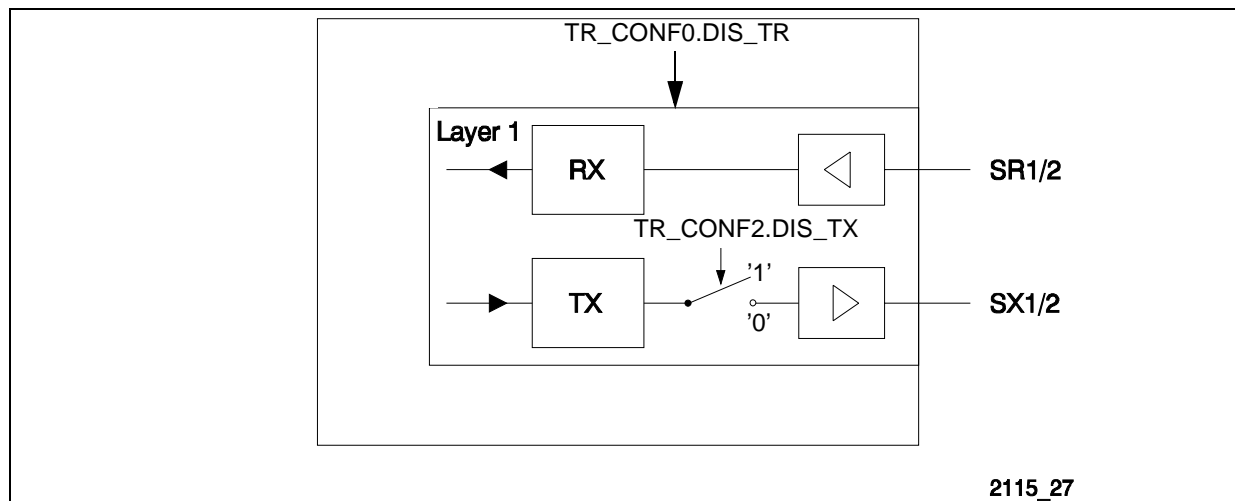 TR_CONF0.DIS_TR
Layer 1
RX
SR1/2
TR_CONF2.DIS_TX
TX
’1’
’0’
SX1/2
2115_27